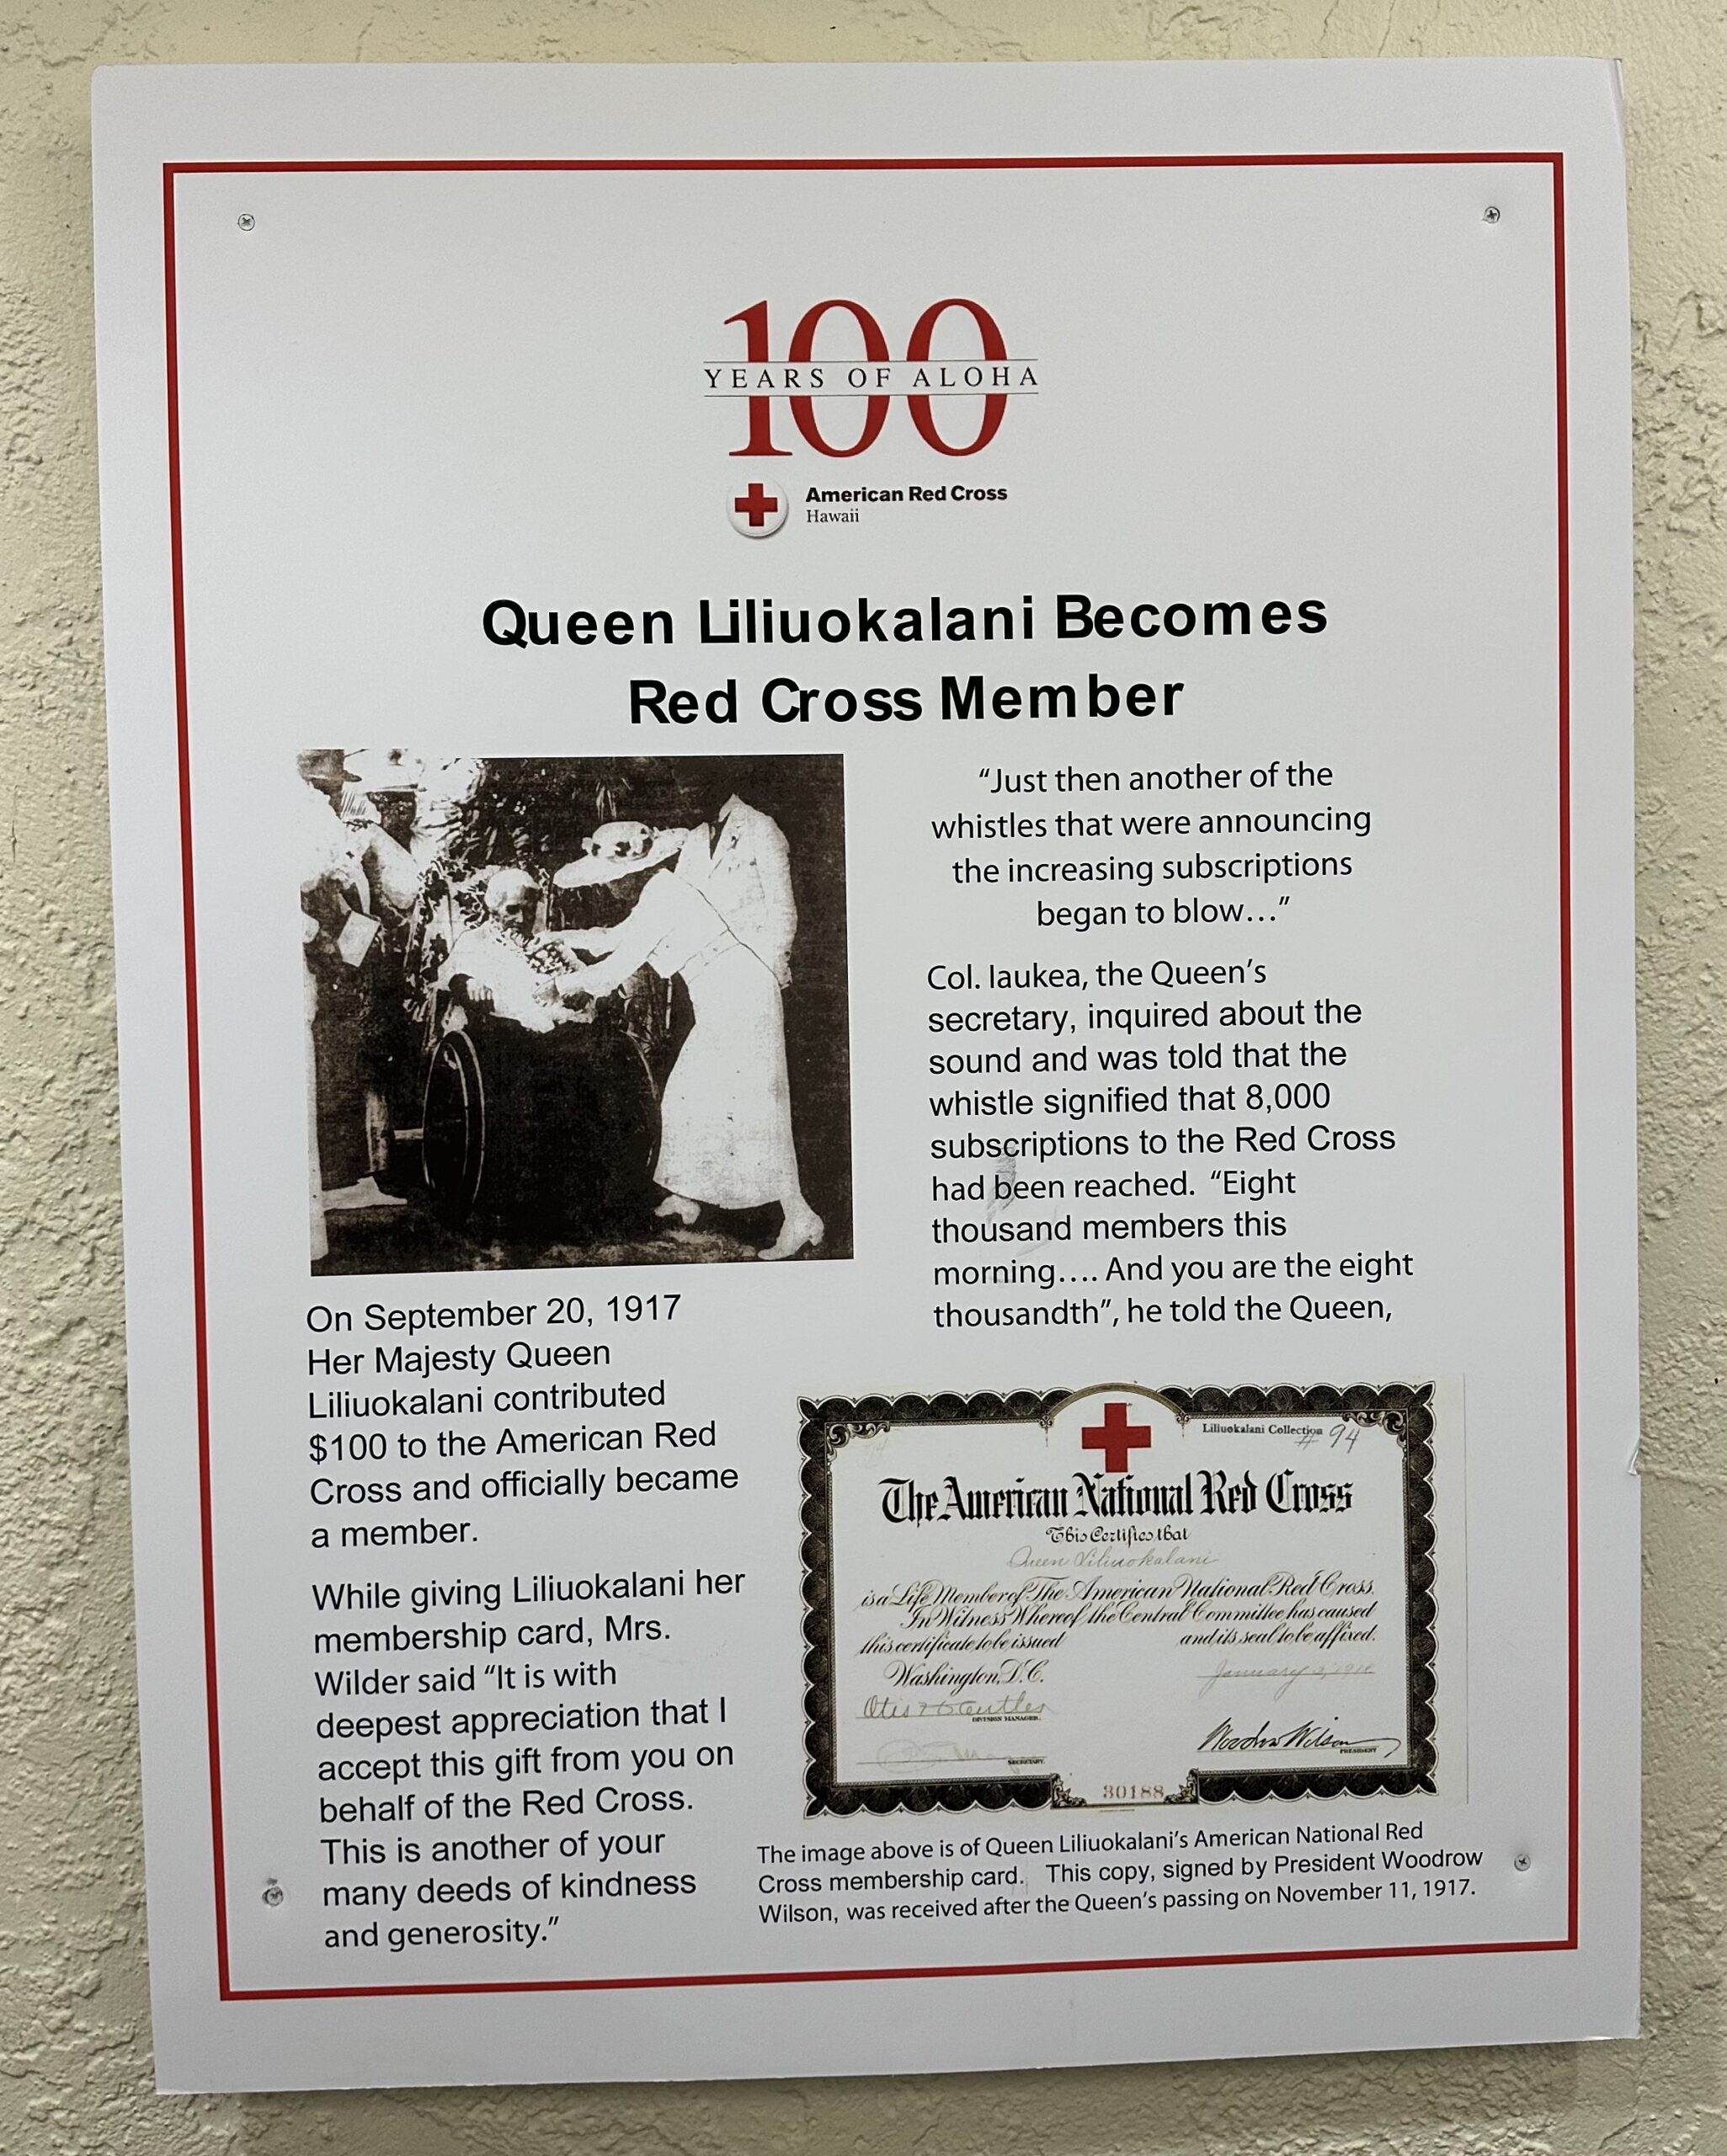 100
YEARS OF ALOHA
American Red Cross
Hawaii
Queen Liliuokalani Becomes
Red Cross Member
On September 20, 1917
Her Majesty Queen
Liliuokalani contributed
$100 to the American Red
Cross and officially became
a member.
While giving Liliuokalani her
membership card, Mrs.
Wilder said “It is with
deepest appreciation that I
accept this gift from you on
behalf of the Red Cross.
This is another of your
many deeds of kindness
and generosity.”
“Just then another of the
whistles that were announcing
the increasing subscriptions
began to blow…”
Col. Iaukea, the Queen’s
secretary, inquired about the
sound and was told that the
whistle signified that 8,000
subscriptions to the Red Cross
had been reached. “Eight
thousand members this
morning…. And you are the eight
thousandth”, he told the Queen,
Liliuokalani Collection
# 94
The American National Red Cross
This Certifies that
Queen Liliuokalani
is a Life Member of The American National Red Cross.
In Witness Whereof the Central Committee has caused
this certificate to be issued and its seal to be affixed.
Washington, D.C. January
Otis
DIVISION MANAGER.
Woodrow Wilson
PRESIDENT
SECRETARY.
30188
The image above is of Queen Liliuokalani’s American National Red
Cross membership card. This copy, signed by President Woodrow
Wilson, was received after the Queen’s passing on November 11, 1917.